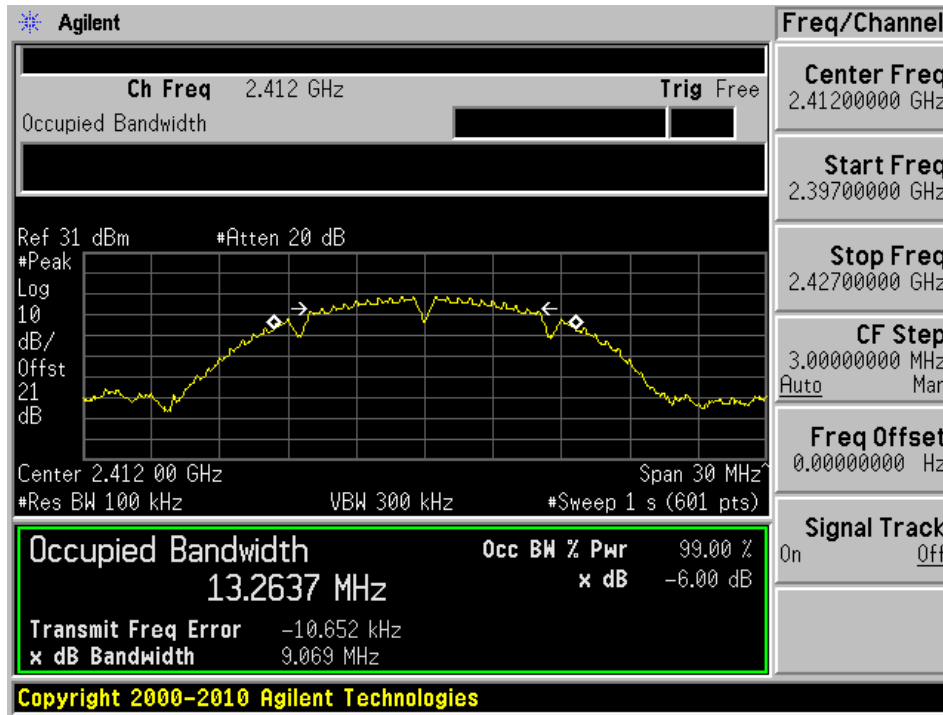 Agilent
Freq/Channel
Ch Freq 2.412 GHz Trig Free
Occupied Bandwidth
Center Freq
2.41200000 GHz
Start Freq
2.39700000 GHz
Stop Freq
2.42700000 GHz
CF Step
3.00000000 MHz
Auto Man
Freq Offset
0.00000000 Hz
Signal Track
On Off
Ref 31 dBm #Atten 20 dB
#Peak
Log
10
dB/
Offst
21
dB
Center 2.412 00 GHz Span 30 MHz^
#Res BW 100 kHz VBW 300 kHz #Sweep 1 s (601 pts)
Occupied Bandwidth Occ BW % Pwr 99.00 %
13.2637 MHz x dB -6.00 dB
Transmit Freq Error -10.652 kHz
x dB Bandwidth 9.069 MHz
Copyright 2000-2010 Agilent Technologies